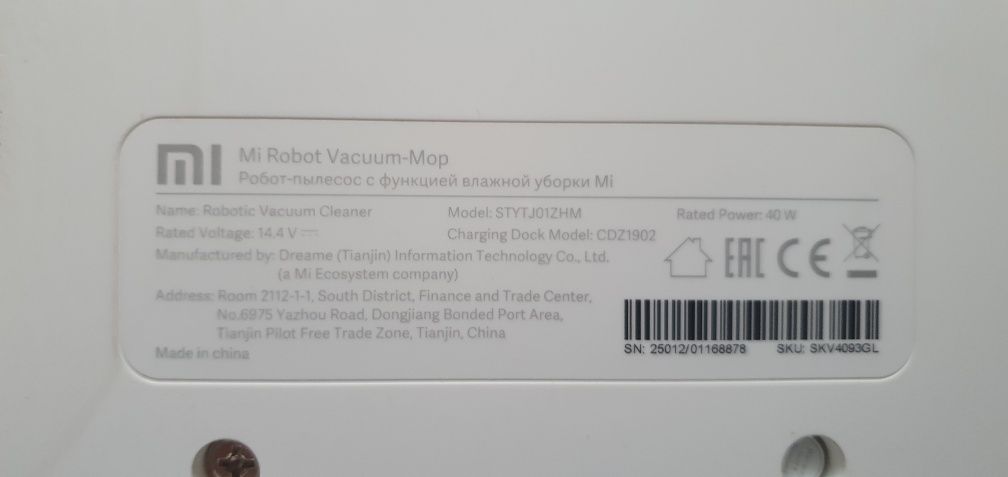 mi Mi Robot Vacuum-Mop
Робот-пылесос с функцией влажной уборки Mi
Name: Robotic Vacuum Cleaner Model: STYTJ01ZHM Rated Power: 40 W
Rated Voltage: 14.4 V Charging Dock Model: CDZ1902
Manufactured by: Dreame (Tianjin) Information Technology Co., Ltd.
(a Mi Ecosystem company)
EAC CE
Address: Room 2112-1-1, South District, Finance and Trade Center,
No.6975 Yazhou Road, Dongjiang Bonded Port Area,
Tianjin Pilot Free Trade Zone, Tianjin, China
Made in china
SN: 25012/01168878 SKU: SKV4093GL